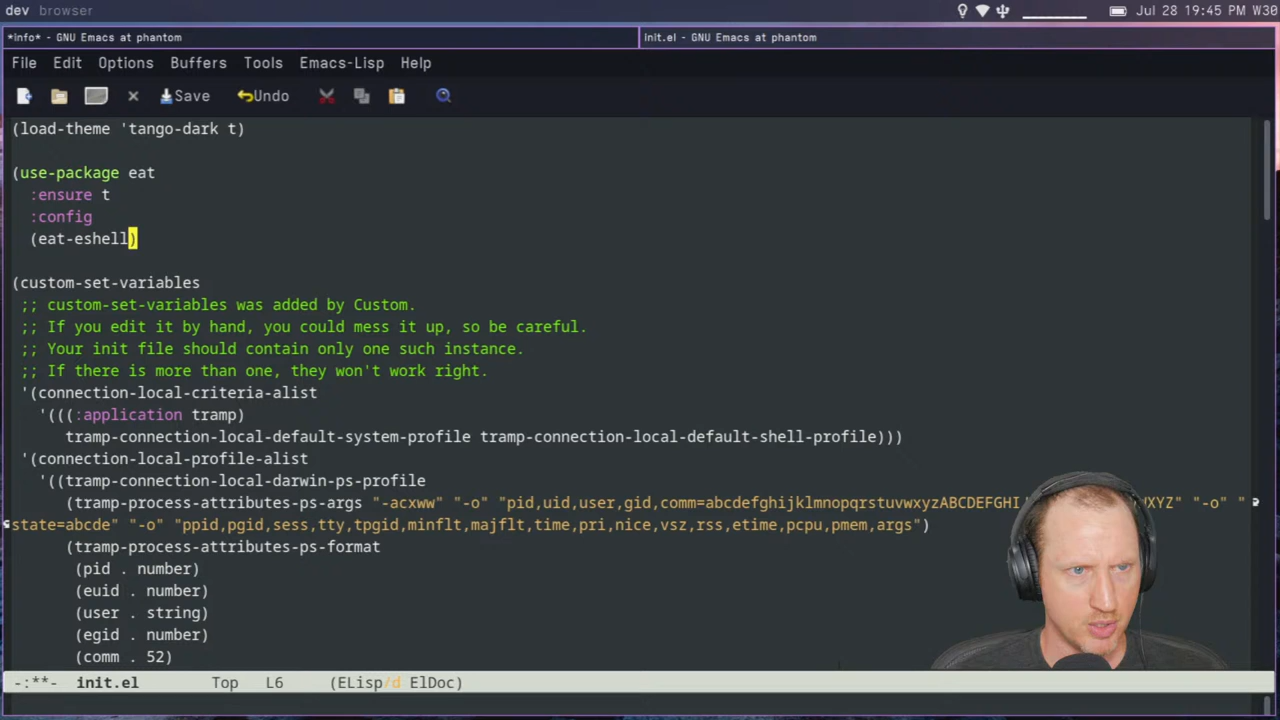 dev browser
Jul 28 19:45 PM W30
*info* - GNU Emacs at phantom
init.el - GNU Emacs at phantom
File Edit Options Buffers Tools Emacs-Lisp Help
Save Undo
(load-theme 'tango-dark t)
(use-package eat
:ensure t
:config
(eat-eshell)
(custom-set-variables
;; custom-set-variables was added by Custom.
;; If you edit it by hand, you could mess it up, so be careful.
;; Your init file should contain only one such instance.
;; If there is more than one, they won't work right.
'(connection-local-criteria-alist
'(((:application tramp)
tramp-connection-local-default-system-profile tramp-connection-local-default-shell-profile)))
'(connection-local-profile-alist
'((tramp-connection-local-darwin-ps-profile
(tramp-process-attributes-ps-args "-acxww" "-o" "pid,uid,user,gid,comm=abcdefghijklmnopqrstuvwxyzABCDEFGHI WXYZ" "-o" "
state=abcde" "-o" "ppid,pgid,sess,tty,tpgid,minflt,majflt,time,pri,nice,vsz,rss,etime,pcpu,pmem,args")
(tramp-process-attributes-ps-format
(pid . number)
(euid . number)
(user . string)
(egid . number)
(comm . 52)
-:**- init.el Top L6 (ELisp/d ElDoc)